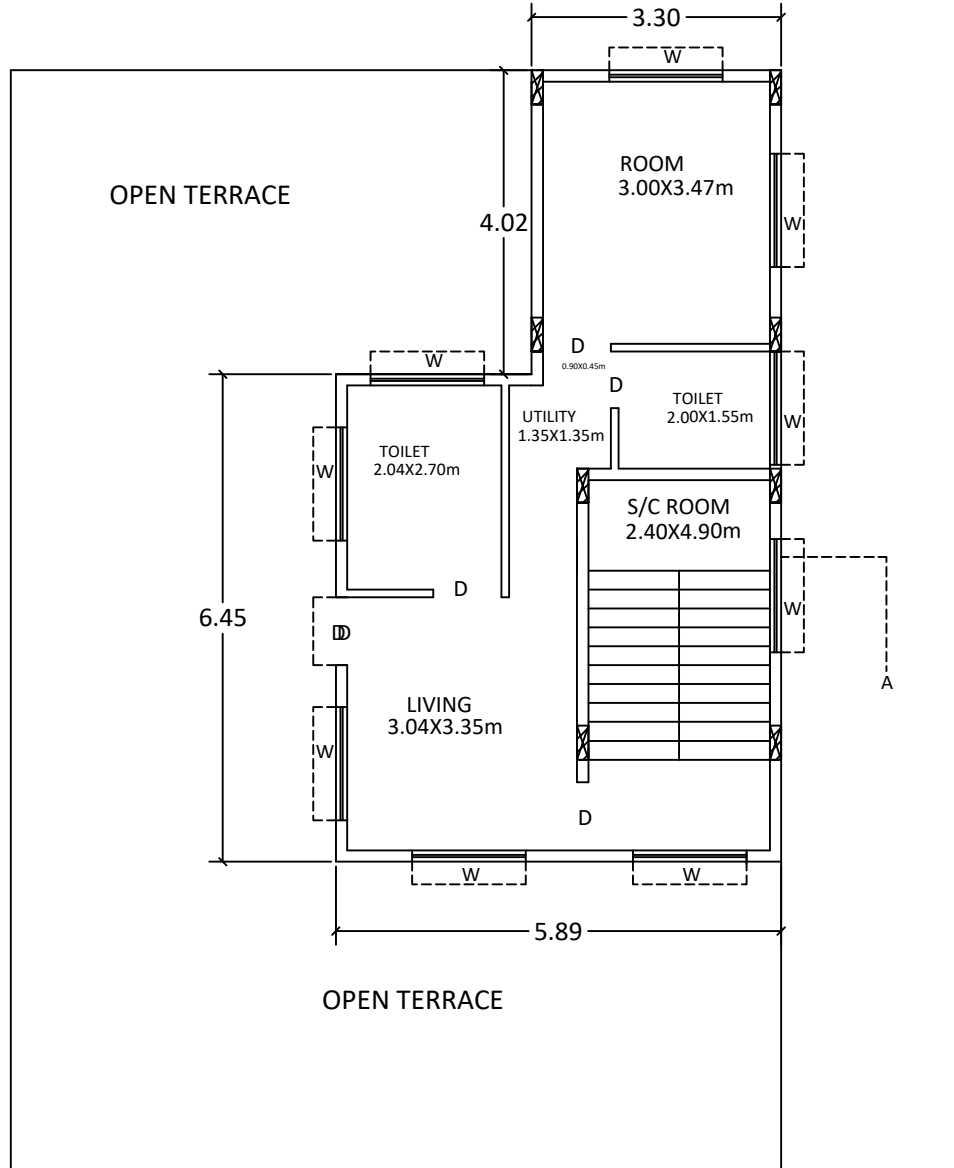 3.30
W
ROOM
3.00X3.47m
OPEN TERRACE
4.02
W
D
0.90X0.45m
W
D
TOILET
2.00X1.55m
UTILITY
1.35X1.35m
W
TOILET
2.04X2.70m
W
S/C ROOM
2.40X4.90m
D
W
6.45
D
D
A
LIVING
3.04X3.35m
W
D
W
W
5.89
OPEN TERRACE